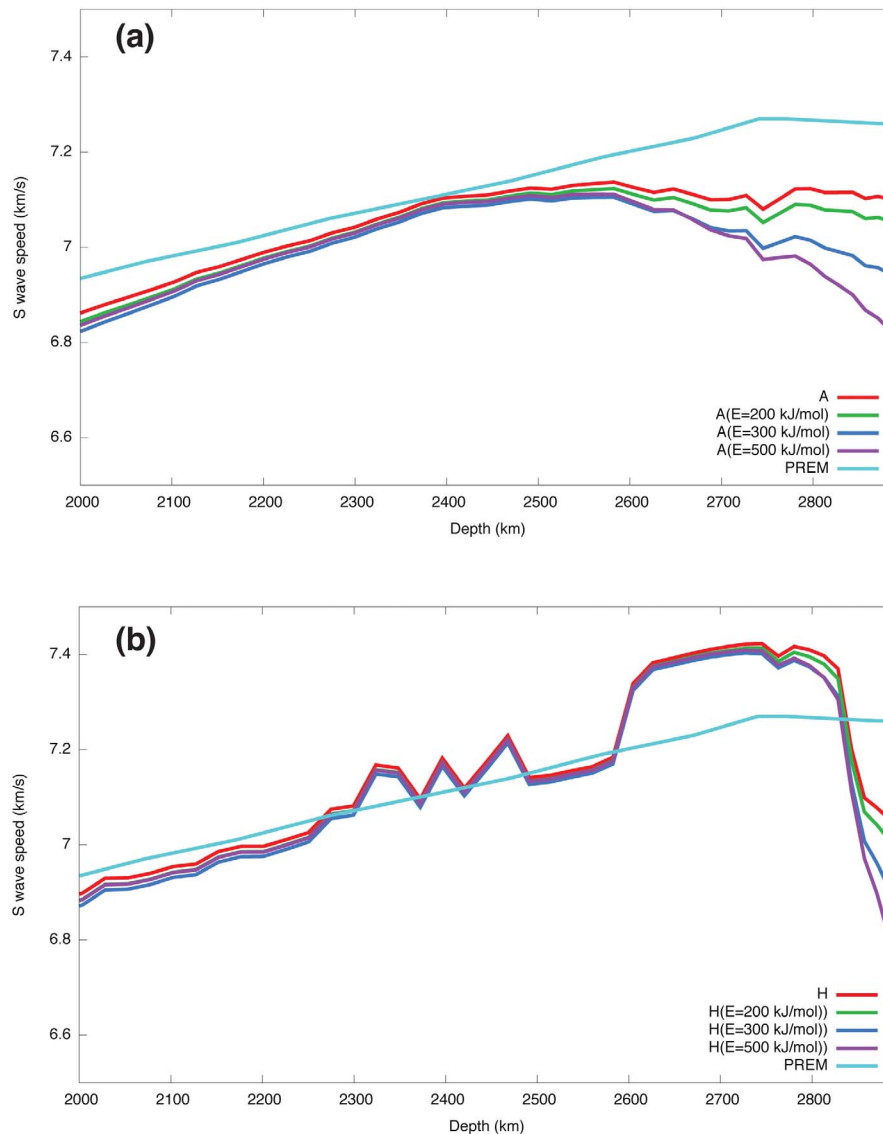 (a)
7.4
7.2
7
6.8
6.6
S wave speed (km/s)
A
A(E=200 kJ/mol)
A(E=300 kJ/mol)
A(E=500 kJ/mol)
PREM
2000 2100 2200 2300 2400 2500 2600 2700 2800
Depth (km)
(b)
7.4
7.2
7
6.8
6.6
S wave speed (km/s)
H
H(E=200 kJ/mol))
H(E=300 kJ/mol))
H(E=500 kJ/mol))
PREM
2000 2100 2200 2300 2400 2500 2600 2700 2800
Depth (km)